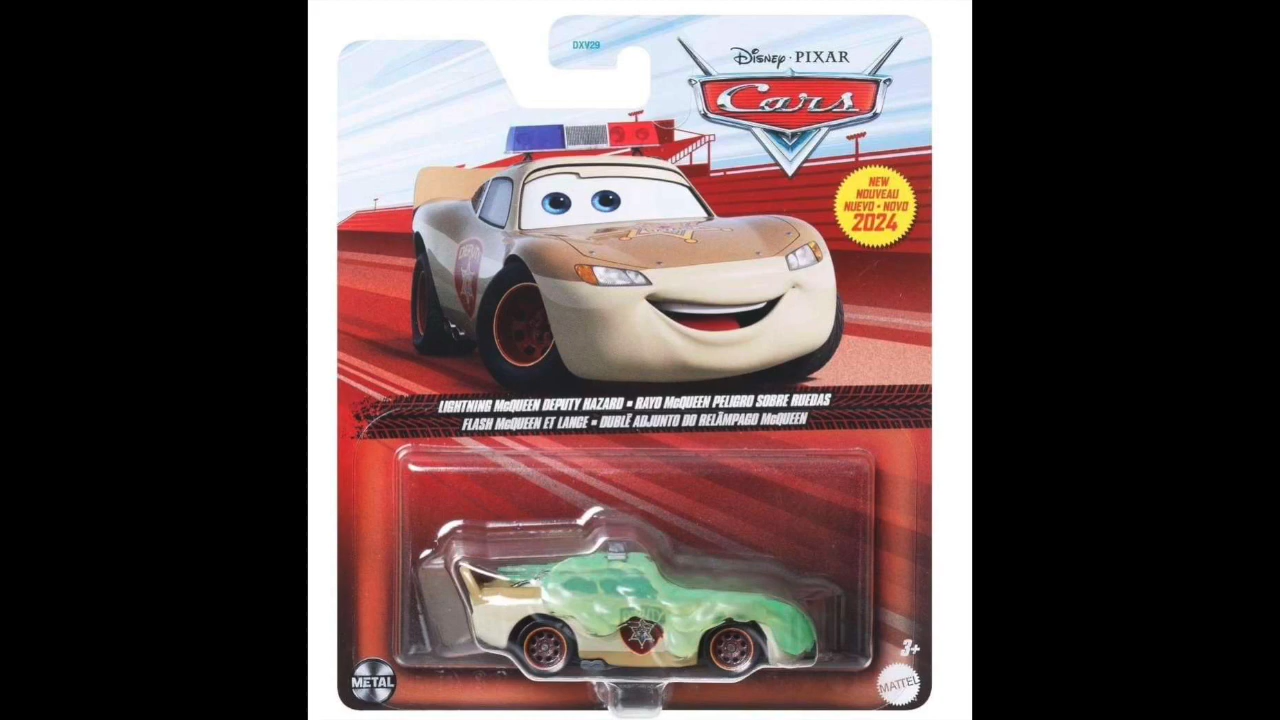 DXV29
Disney · PIXAR
Cars
NEW
NOUVEAU
NUEVO • NOVO
2024
LIGHTNING McQUEEN DEPUTY HAZARD ▪ RAYO McQUEEN PELIGRO SOBRE RUEDAS
FLASH McQUEEN ET LANCE ▪ DUBLÊ ADJUNTO DO RELÂMPAGO McQUEEN
DEPUTY
3+
METAL
MATTEL